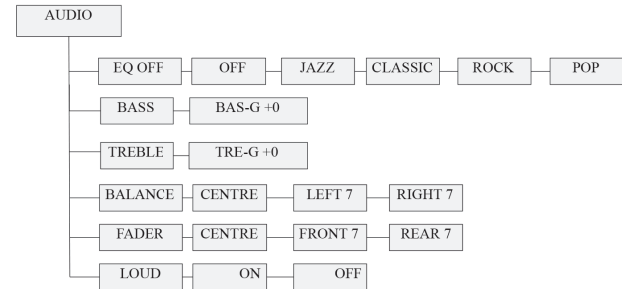 AUDIO
EQ OFF OFF JAZZ CLASSIC ROCK POP
BASS BAS-G +0
TREBLE TRE-G +0
BALANCE CENTRE LEFT 7 RIGHT 7
FADER CENTRE FRONT 7 REAR 7
LOUD ON OFF